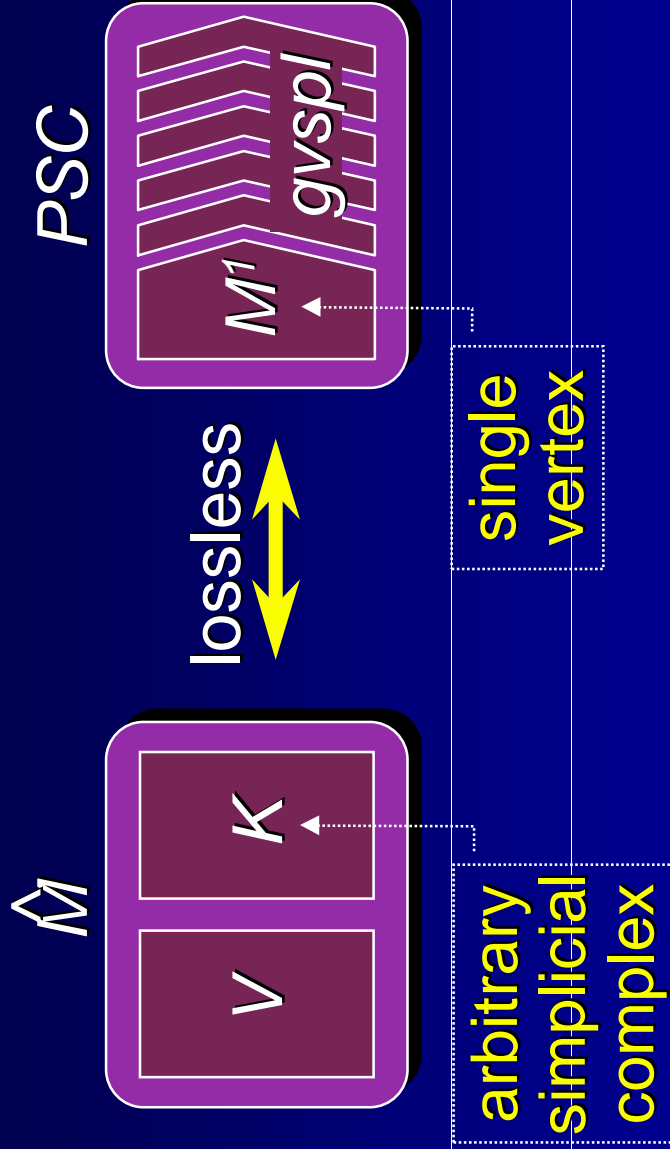 M̂
PSC
V
K
lossless
M¹
gvspl
arbitrary
simplicial
complex
single
vertex